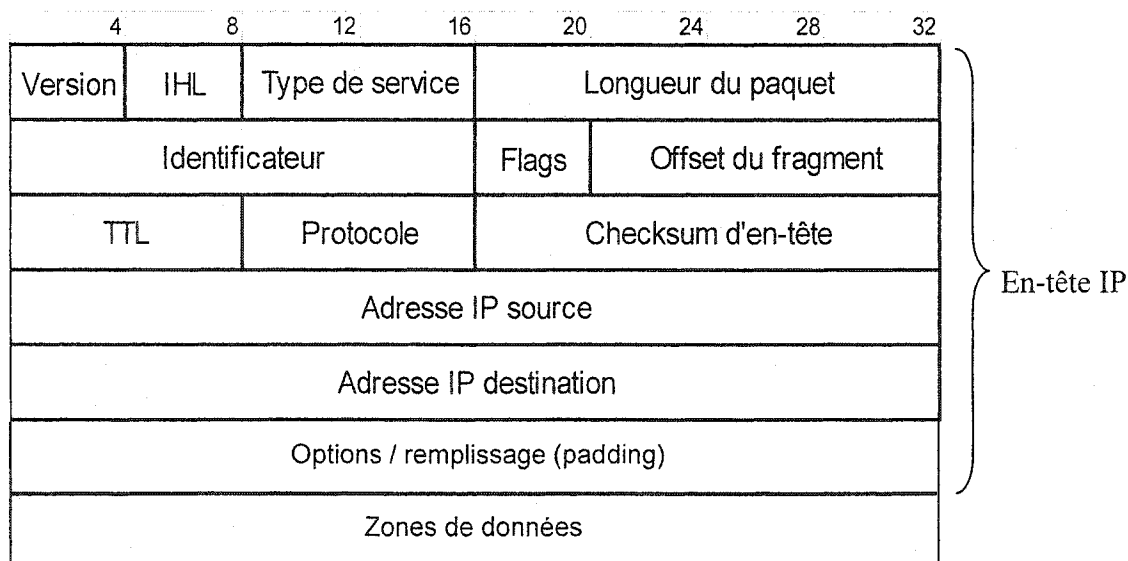 4 8 12 16 20 24 28 32
Version IHL Type de service Longueur du paquet
Identificateur Flags Offset du fragment
TTL Protocole Checksum d'en-tête
Adresse IP source
En-tête IP
Adresse IP destination
Options / remplissage (padding)
Zones de données